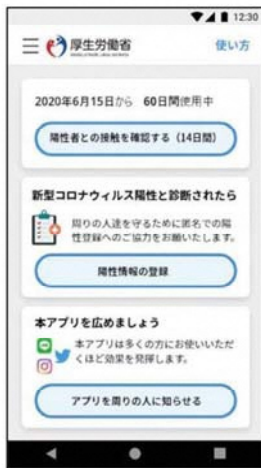 12:30
厚生労働省
使い方
2020年6月15日から 60日間使用中
陽性者との接触を確認する(14日間)
新型コロナウィルス陽性と診断されたら
周りの人達を守るために匿名での陽
性登録へのご協力をお願いいたします。
陽性情報の登録
本アプリを広めましょう
本アプリは多くの方にお使いいただ
くほど効果を発揮します。
アプリを周りの人に知らせる